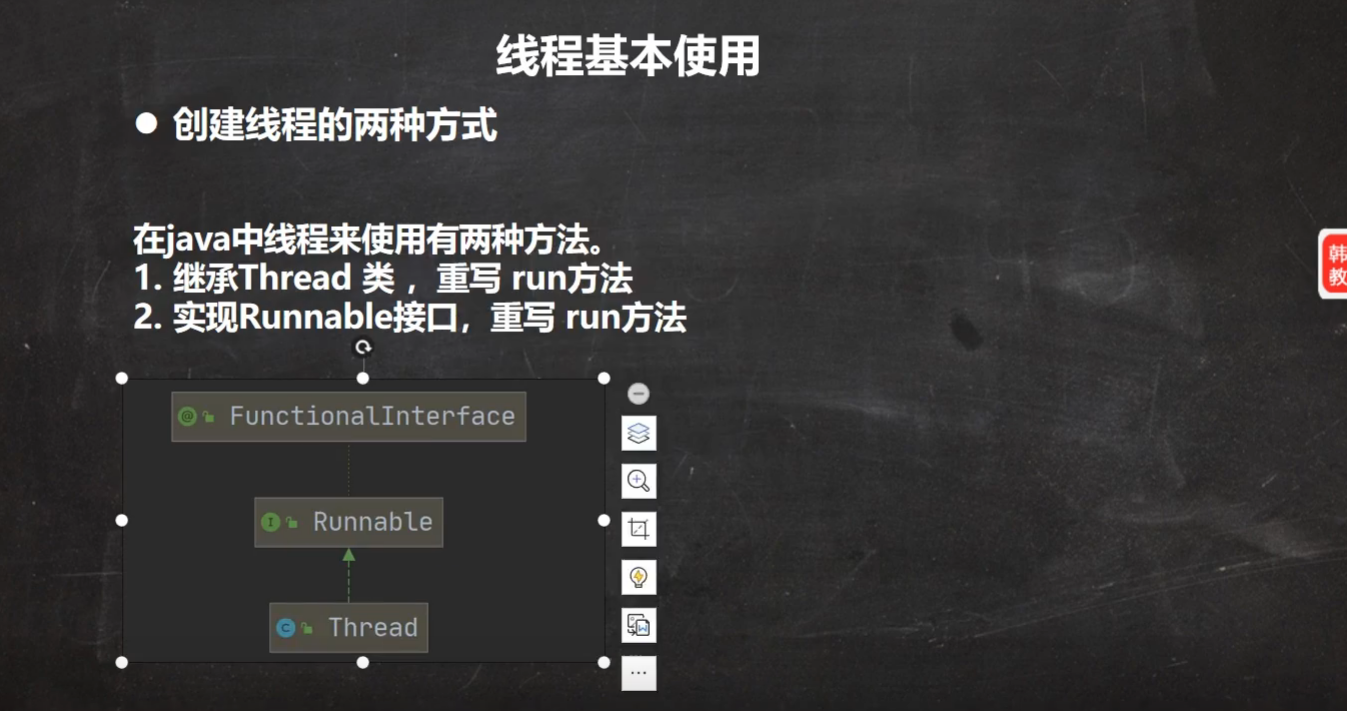 线程基本使用
● 创建线程的两种方式
在java中线程来使用有两种方法。
1. 继承Thread 类 ，重写 run方法
2. 实现Runnable接口，重写 run方法
FunctionalInterface
Runnable
Thread
韩
教